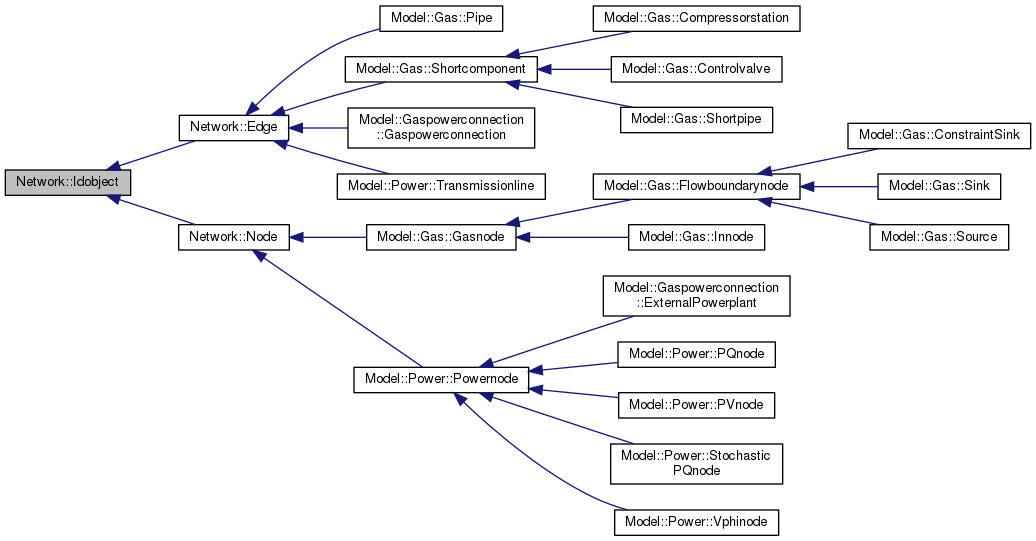 Model::Gas::Pipe
Model::Gas::Compressorstation
Model::Gas::Shortcomponent
Model::Gas::Controlvalve
Model::Gas::Shortpipe
Network::Edge
Model::Gaspowerconnection
::Gaspowerconnection
Model::Power::Transmissionline
Network::Idobject
Model::Gas::ConstraintSink
Model::Gas::Flowboundarynode
Model::Gas::Sink
Model::Gas::Source
Network::Node
Model::Gas::Gasnode
Model::Gas::Innode
Model::Gaspowerconnection
::ExternalPowerplant
Model::Power::PQnode
Model::Power::Powernode
Model::Power::PVnode
Model::Power::Stochastic
PQnode
Model::Power::Vphinode